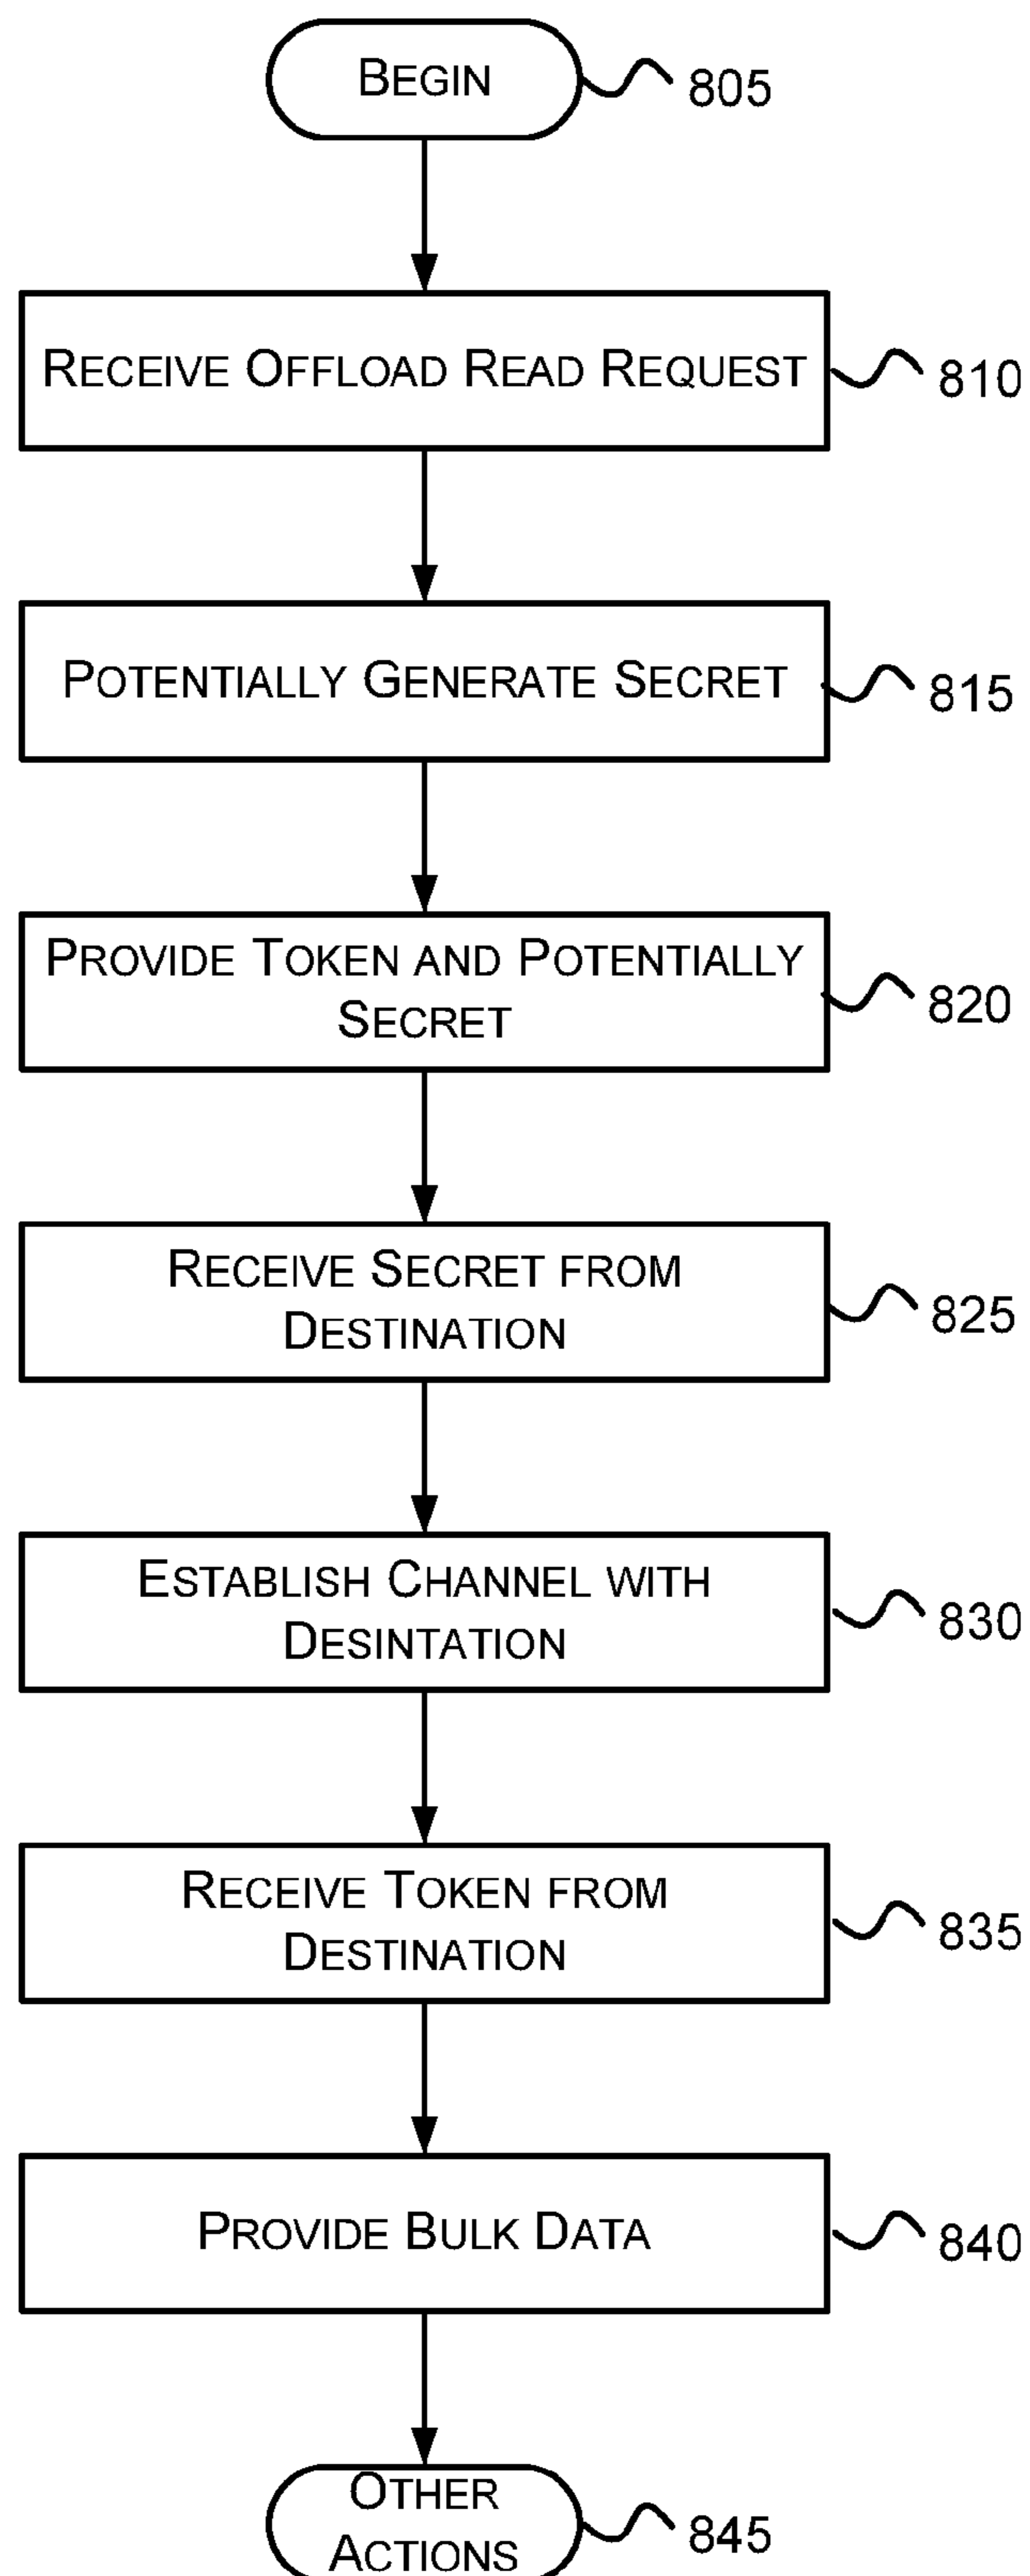 BEGIN
805
RECEIVE OFFLOAD READ REQUEST
810
POTENTIALLY GENERATE SECRET
815
PROVIDE TOKEN AND POTENTIALLY
SECRET
820
RECEIVE SECRET FROM
DESTINATION
825
ESTABLISH CHANNEL WITH
DESINTATION
830
RECEIVE TOKEN FROM
DESTINATION
835
PROVIDE BULK DATA
840
OTHER
ACTIONS
845